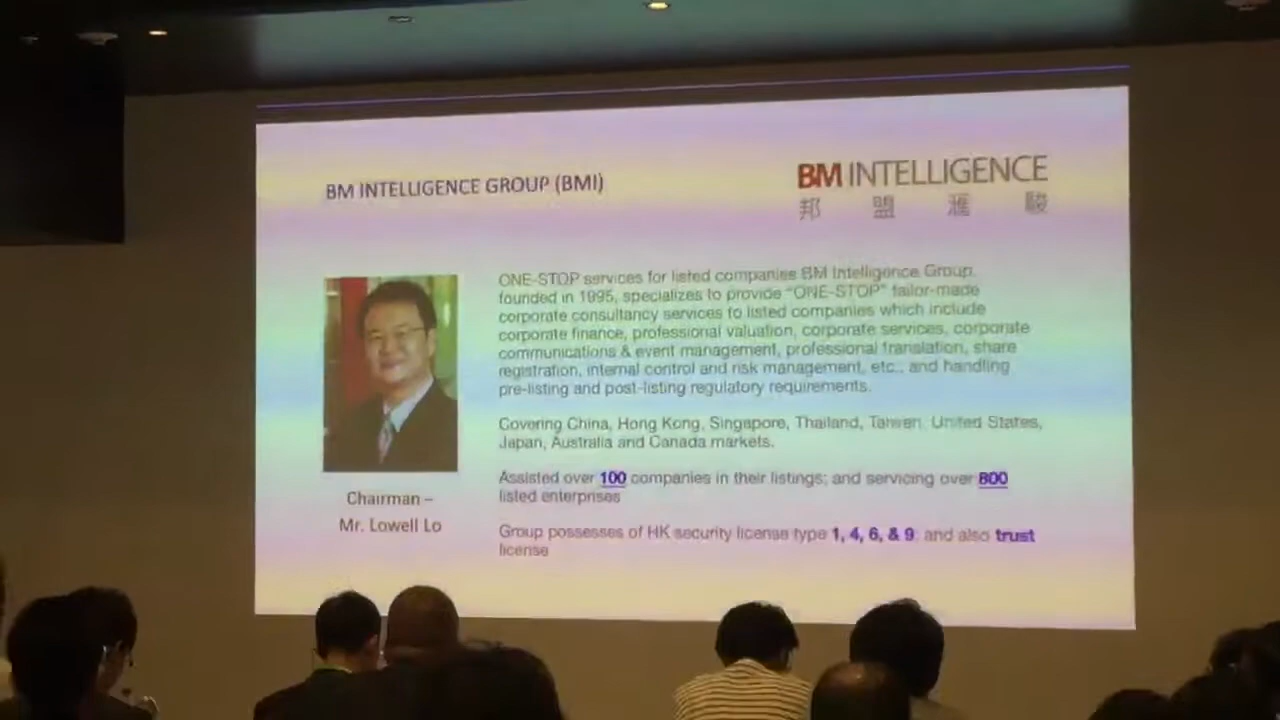 BM INTELLIGENCE GROUP (BMI)
BM INTELLIGENCE
邦 盟 滙 駿
ONE-STOP services for listed companies BM Intelligence Group,
founded in 1995, specializes to provide “ONE-STOP” tailor-made
corporate consultancy services to listed companies which include
corporate finance, professional valuation, corporate services, corporate
communications & event management, professional translation, share
registration, internal control and risk management, etc., and handling
pre-listing and post-listing regulatory requirements.
Covering China, Hong Kong, Singapore, Thailand, Taiwan, United States,
Japan, Australia and Canada markets.
Assisted over 100 companies in their listings; and servicing over 800
listed enterprises
Group possesses of HK security license type 1, 4, 6, & 9; and also trust
license
Chairman –
Mr. Lowell Lo